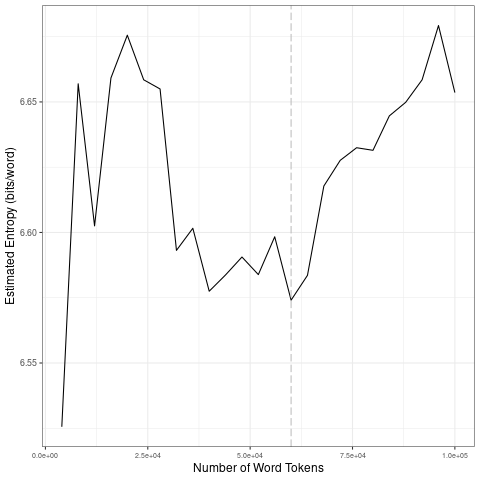 Estimated Entropy (bits/word)
6.65
6.60
6.55
0.0e+00 2.5e+04 5.0e+04 7.5e+04 1.0e+05
Number of Word Tokens